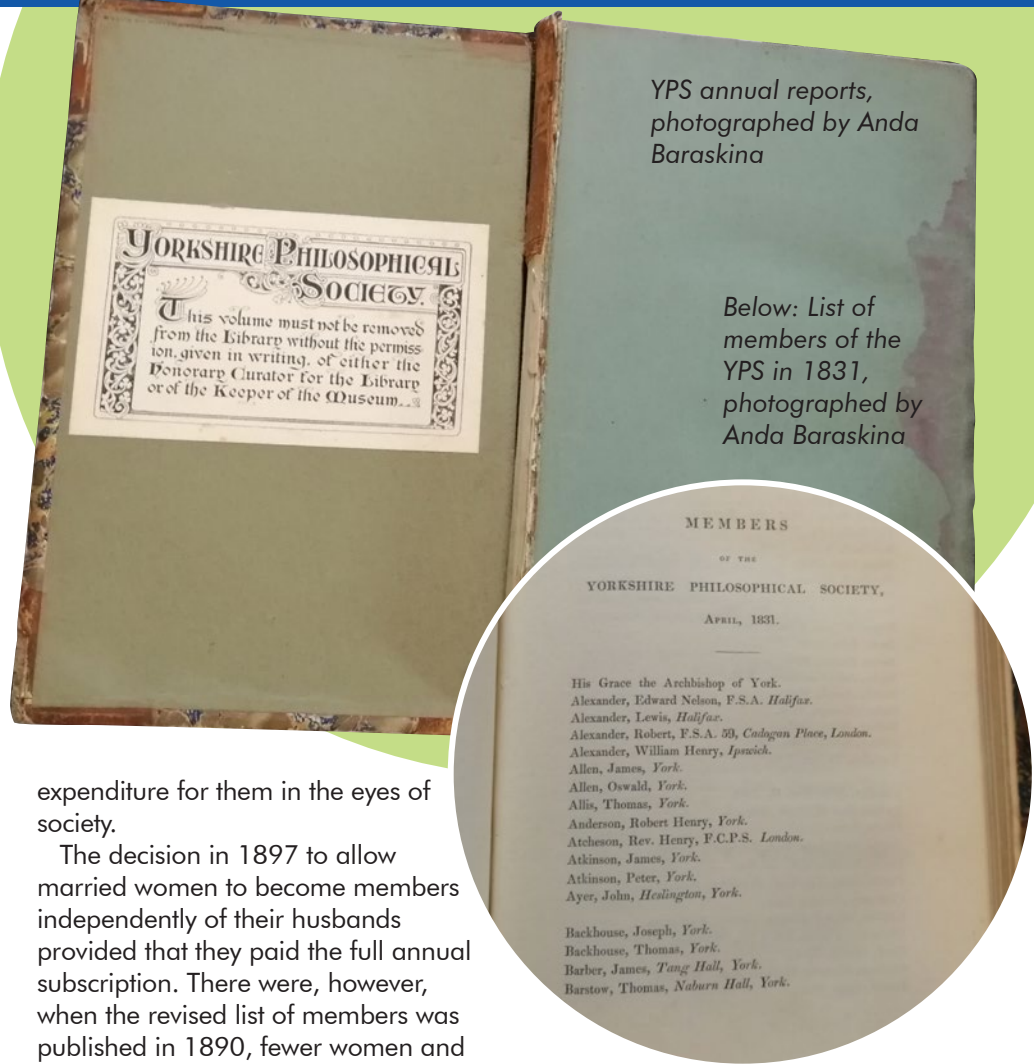 YPS annual reports,
photographed by Anda
Baraskina
YORKSHIRE PHILOSOPHICAL
SOCIETY.
This volume must not be removed
from the Library without the permiss-
ion, given in writing, of either the
Honorary Curator for the Library
or of the Keeper of the Museum.
Below: List of
members of the
YPS in 1831,
photographed by
Anda Baraskina
MEMBERS
OF THE
YORKSHIRE PHILOSOPHICAL SOCIETY,
APRIL, 1831.
His Grace the Archbishop of York.
Alexander, Edward Nelson, F.S.A. Halifax.
Alexander, Lewis, Halifax.
Alexander, Robert, F.S.A. 59, Cadogan Place, London.
Alexander, William Henry, Ipswich.
Allen, James, York.
Allen, Oswald, York.
Allis, Thomas, York.
Anderson, Robert Henry, York.
Atcheson, Rev. Henry, F.C.P.S. London.
Atkinson, James, York.
Atkinson, Peter, York.
Ayer, John, Heslington, York.
Backhouse, Joseph, York.
Backhouse, Thomas, York.
Barber, James, Tang Hall, York.
Barstow, Thomas, Naburn Hall, York.
expenditure for them in the eyes of
society.
The decision in 1897 to allow
married women to become members
independently of their husbands
provided that they paid the full annual
subscription. There were, however,
when the revised list of members was
published in 1890, fewer women and